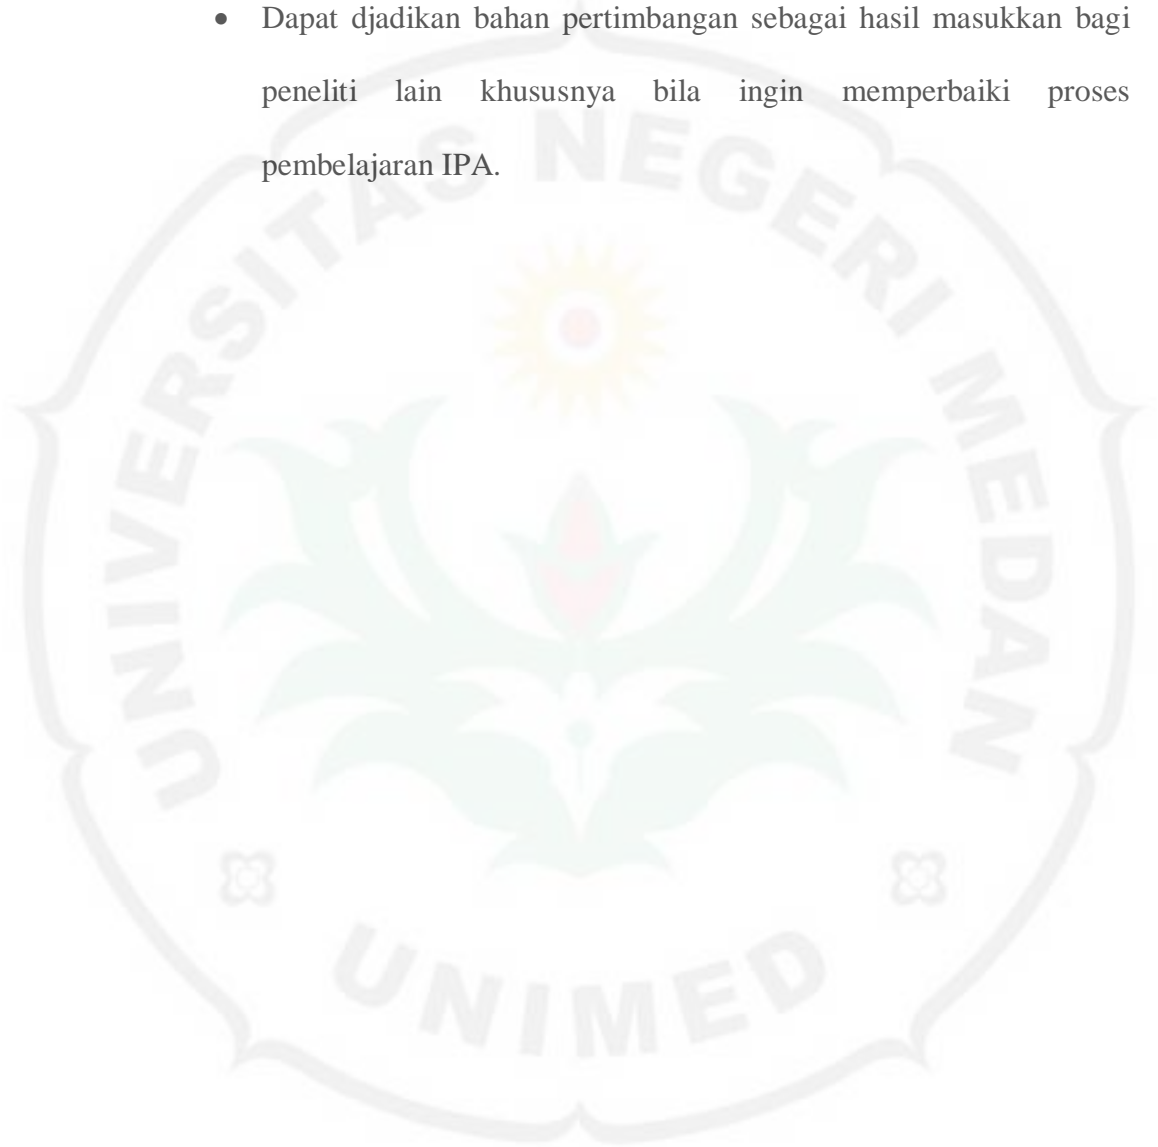 • Dapat djadikan bahan pertimbangan sebagai hasil masukkan bagi
peneliti lain khususnya bila ingin memperbaiki proses
pembelajaran IPA.
UNIVERSITAS NEGERI MEDAN
UNIMED